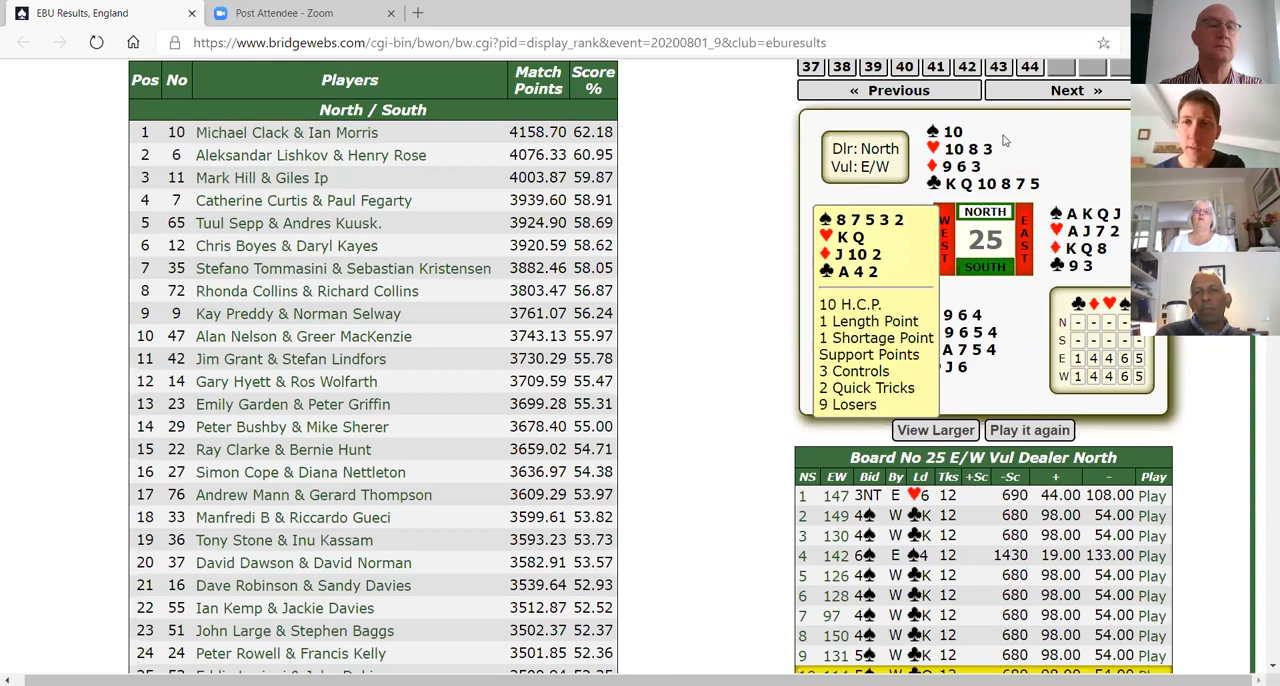 EBU Results, England
Post Attendee - Zoom
https://www.bridgewebs.com/cgi-bin/bwon/bw.cgi?pid=display_rank&event=20200801_9&club=eburesults
Pos No Players Match Points Score %
North / South
1 10 Michael Clack & Ian Morris 4158.70 62.18
2 6 Aleksandar Lishkov & Henry Rose 4076.33 60.95
3 11 Mark Hill & Giles Ip 4003.87 59.87
4 7 Catherine Curtis & Paul Fegarty 3939.60 58.91
5 65 Tuul Sepp & Andres Kuusk. 3924.90 58.69
6 12 Chris Boyes & Daryl Kayes 3920.59 58.62
7 35 Stefano Tommasini & Sebastian Kristensen 3882.46 58.05
8 72 Rhonda Collins & Richard Collins 3803.47 56.87
9 9 Kay Preddy & Norman Selway 3761.07 56.24
10 47 Alan Nelson & Greer MacKenzie 3743.13 55.97
11 42 Jim Grant & Stefan Lindfors 3730.29 55.78
12 14 Gary Hyett & Ros Wolfarth 3709.59 55.47
13 23 Emily Garden & Peter Griffin 3699.28 55.31
14 29 Peter Bushby & Mike Sherer 3678.40 55.00
15 22 Ray Clarke & Bernie Hunt 3659.02 54.71
16 27 Simon Cope & Diana Nettleton 3636.97 54.38
17 76 Andrew Mann & Gerard Thompson 3609.29 53.97
18 33 Manfredi B & Riccardo Gueci 3599.61 53.82
19 36 Tony Stone & Inu Kassam 3593.23 53.73
20 37 David Dawson & David Norman 3582.91 53.57
21 16 Dave Robinson & Sandy Davies 3539.64 52.93
22 55 Ian Kemp & Jackie Davies 3512.87 52.52
23 51 John Large & Stephen Baggs 3502.37 52.37
24 24 Peter Rowell & Francis Kelly 3501.85 52.36
37 38 39 40 41 42 43 44
« Previous Next »
Dlr: North
Vul: E/W
♠ 10
♥ 10 8 3
♦ 9 6 3
♣ K Q 10 8 7 5
♠ 8 7 5 3 2
♥ K Q
♦ J 10 2
♣ A 4 2
10 H.C.P.
1 Length Point
1 Shortage Point
Support Points
3 Controls
2 Quick Tricks
9 Losers
NORTH
WEST 25 EAST
SOUTH
♠ A K Q J
♥ A J 7 2
♦ K Q 8
♣ 9 3
9 6 4
9 6 5 4
A 7 5 4
J 6
♣ ♦ ♥ ♠
N - - - -
S - - - -
E 1 4 4 6 5
W 1 4 4 6 5
View Larger Play it again
Board No 25 E/W Vul Dealer North
NS EW Bid By Ld Tks +Sc -Sc + - Play
1 147 3NT E ♥6 12 690 44.00 108.00 Play
2 149 4♠ W ♣K 12 680 98.00 54.00 Play
3 130 4♠ W ♣K 12 680 98.00 54.00 Play
4 142 6♠ E ♠4 12 1430 19.00 133.00 Play
5 126 4♠ W ♣K 12 680 98.00 54.00 Play
6 128 4♠ W ♣K 12 680 98.00 54.00 Play
7 97 4♠ W ♣K 12 680 98.00 54.00 Play
8 150 4♠ W ♣K 12 680 98.00 54.00 Play
9 131 5♠ W ♣K 12 680 98.00 54.00 Play